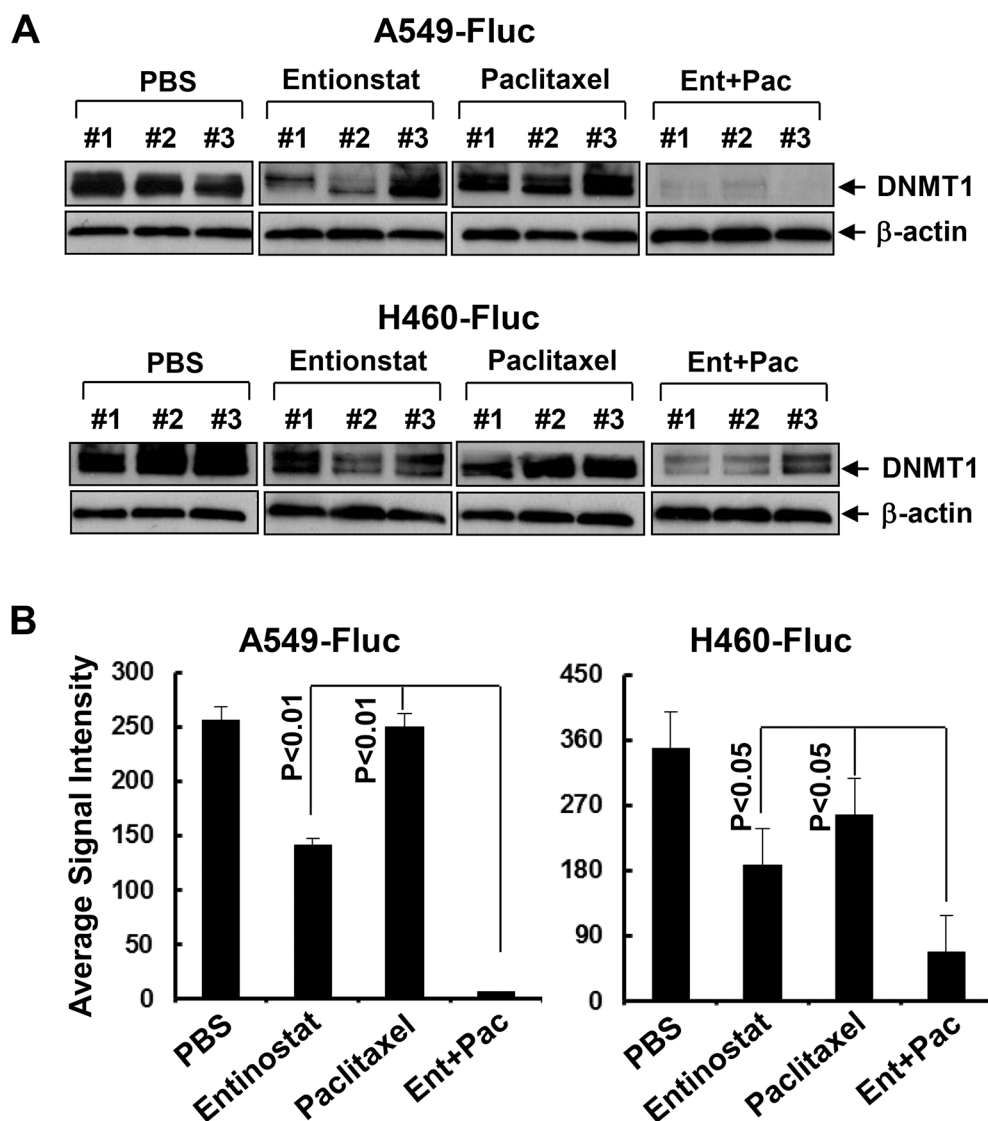 A
A549-Fluc
PBS Entionstat Paclitaxel Ent+Pac
#1 #2 #3 #1 #2 #3 #1 #2 #3 #1 #2 #3
DNMT1
β-actin
H460-Fluc
PBS Entionstat Paclitaxel Ent+Pac
#1 #2 #3 #1 #2 #3 #1 #2 #3 #1 #2 #3
DNMT1
β-actin
B
A549-Fluc
Average Signal Intensity
300
250
200
150
100
50
0
P<0.01
P<0.01
PBS
Entinostat
Paclitaxel
Ent+Pac
H460-Fluc
450
360
270
180
90
0
P<0.05
P<0.05
PBS
Entinostat
Paclitaxel
Ent+Pac